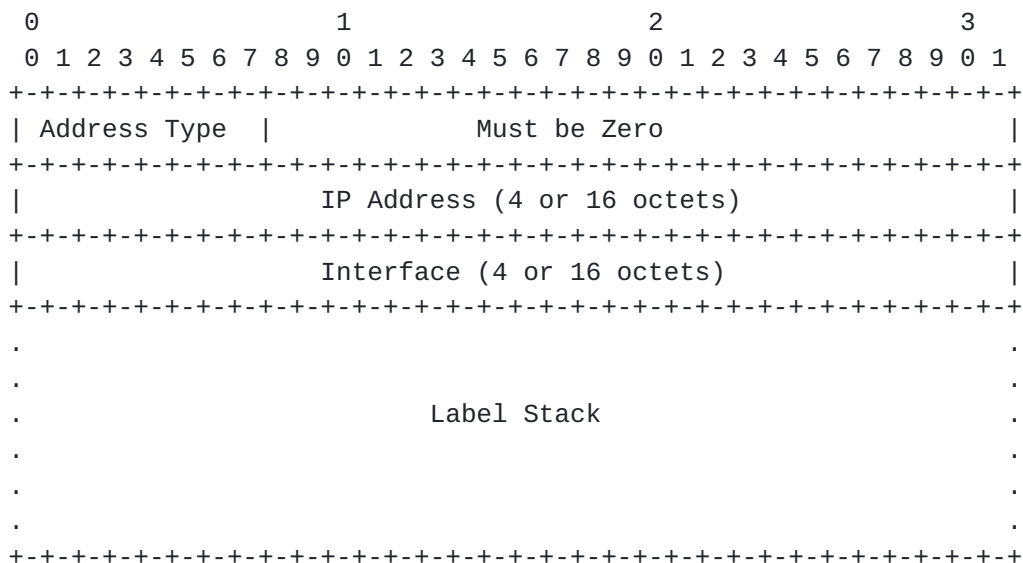 0                   1                   2                   3
 0 1 2 3 4 5 6 7 8 9 0 1 2 3 4 5 6 7 8 9 0 1 2 3 4 5 6 7 8 9 0 1
+-+-+-+-+-+-+-+-+-+-+-+-+-+-+-+-+-+-+-+-+-+-+-+-+-+-+-+-+-+-+-+-+
| Address Type  |             Must be Zero                      |
+-+-+-+-+-+-+-+-+-+-+-+-+-+-+-+-+-+-+-+-+-+-+-+-+-+-+-+-+-+-+-+-+
|                   IP Address (4 or 16 octets)                 |
+-+-+-+-+-+-+-+-+-+-+-+-+-+-+-+-+-+-+-+-+-+-+-+-+-+-+-+-+-+-+-+-+
|                   Interface (4 or 16 octets)                  |
+-+-+-+-+-+-+-+-+-+-+-+-+-+-+-+-+-+-+-+-+-+-+-+-+-+-+-+-+-+-+-+-+
.                                                               .
.                                                               .
.                          Label Stack                          .
.                                                               .
.                                                               .
.                                                               .
+-+-+-+-+-+-+-+-+-+-+-+-+-+-+-+-+-+-+-+-+-+-+-+-+-+-+-+-+-+-+-+-+